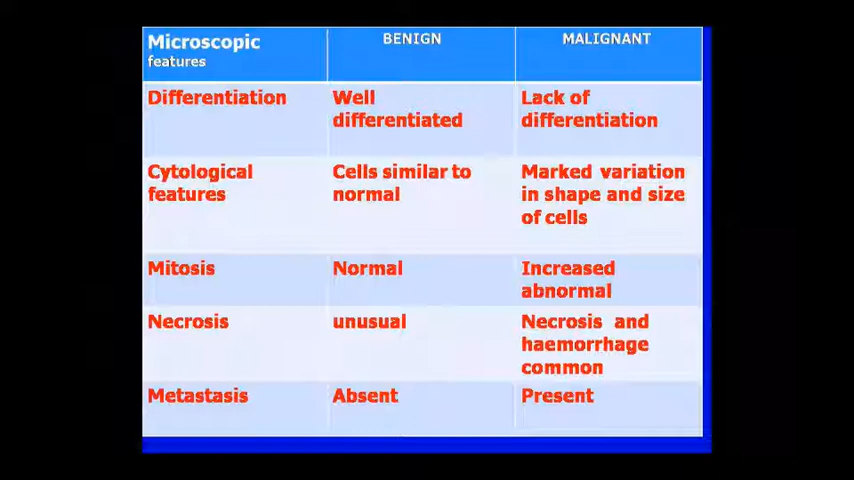 Microscopic BENIGN MALIGNANT
features
Differentiation Well Lack of
differentiated differentiation
Cytological Cells similar to Marked variation
features normal in shape and size
of cells
Mitosis Normal Increased
abnormal
Necrosis unusual Necrosis and
haemorrhage
common
Metastasis Absent Present